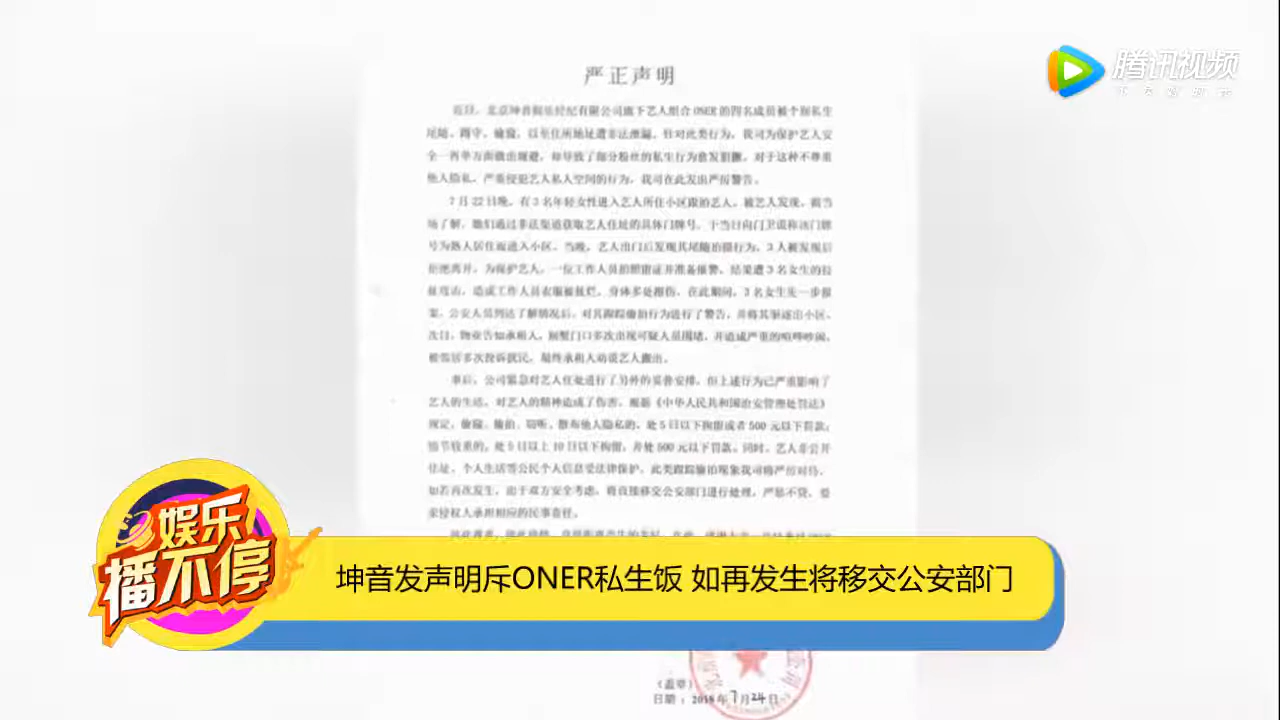 腾讯视频
严正声明
近日，北京坤音娱乐经纪有限公司旗下艺人组合ONER的四名成员被个别私生
尾随、蹲守、偷窥，以至住所地址遭非法泄漏。针对此类行为，我司为保护艺人安
全一再单方面做出规避，却导致了部分粉丝的私生行为愈发猖獗。对于这种不尊重
他人隐私，严重侵犯艺人私人空间的行为，我司在此发出严厉警告。
7月22日晚，有3名年轻女性进入艺人所住小区跟拍艺人，被艺人发现，据当
场了解，她们通过非法渠道获取艺人住址的具体门牌号，于当日向门卫谎称该门牌
号为熟人居住而进入小区。当晚，艺人出门后发现其尾随拍摄行为，3人被发现后
拒绝离开，为保护艺人，一位工作人员拍照留证并准备报警，结果遭3名女生的拉
扯攻击，造成工作人员衣服被扯烂，身体多处擦伤。在此期间，3名女生先一步报
案，公安人员到达了解情况后，对其跟踪偷拍行为进行了警告，并将其驱逐出小区。
次日，物业告知承租人，别墅门口多次出现可疑人员围堵，并造成严重的喧哗吵闹，
被邻居多次投诉扰民，最终承租人劝说艺人搬出。
事后，公司紧急对艺人住处进行了另外的妥善安排，但上述行为已严重影响了
艺人的生活，对艺人的精神造成了伤害。根据《中华人民共和国治安管理处罚法》
规定，偷窥、偷拍、窃听、散布他人隐私的，处5日以下拘留或者500元以下罚款；
情节较重的，处5日以上10日以下拘留，并处500元以下罚款。同时，艺人非公开
住址、个人生活等公民个人信息受法律保护，此类跟踪偷拍现象我司将严厉对待，
如若再次发生，出于双方安全考虑，将直接移交公安部门进行处理，严惩不贷，要
求侵权人承担相应的民事责任。
娱乐
播不停
坤音发声明斥ONER私生饭 如再发生将移交公安部门
（盖章）
日期：2018年7月24日